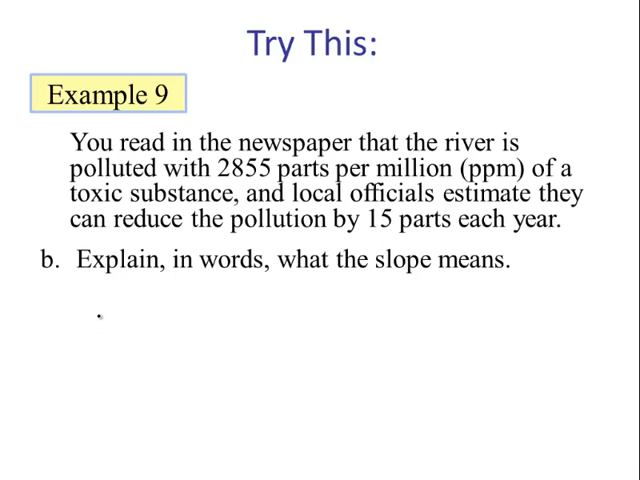 Try This:
Example 9
You read in the newspaper that the river is
polluted with 2855 parts per million (ppm) of a
toxic substance, and local officials estimate they
can reduce the pollution by 15 parts each year.
b. Explain, in words, what the slope means.